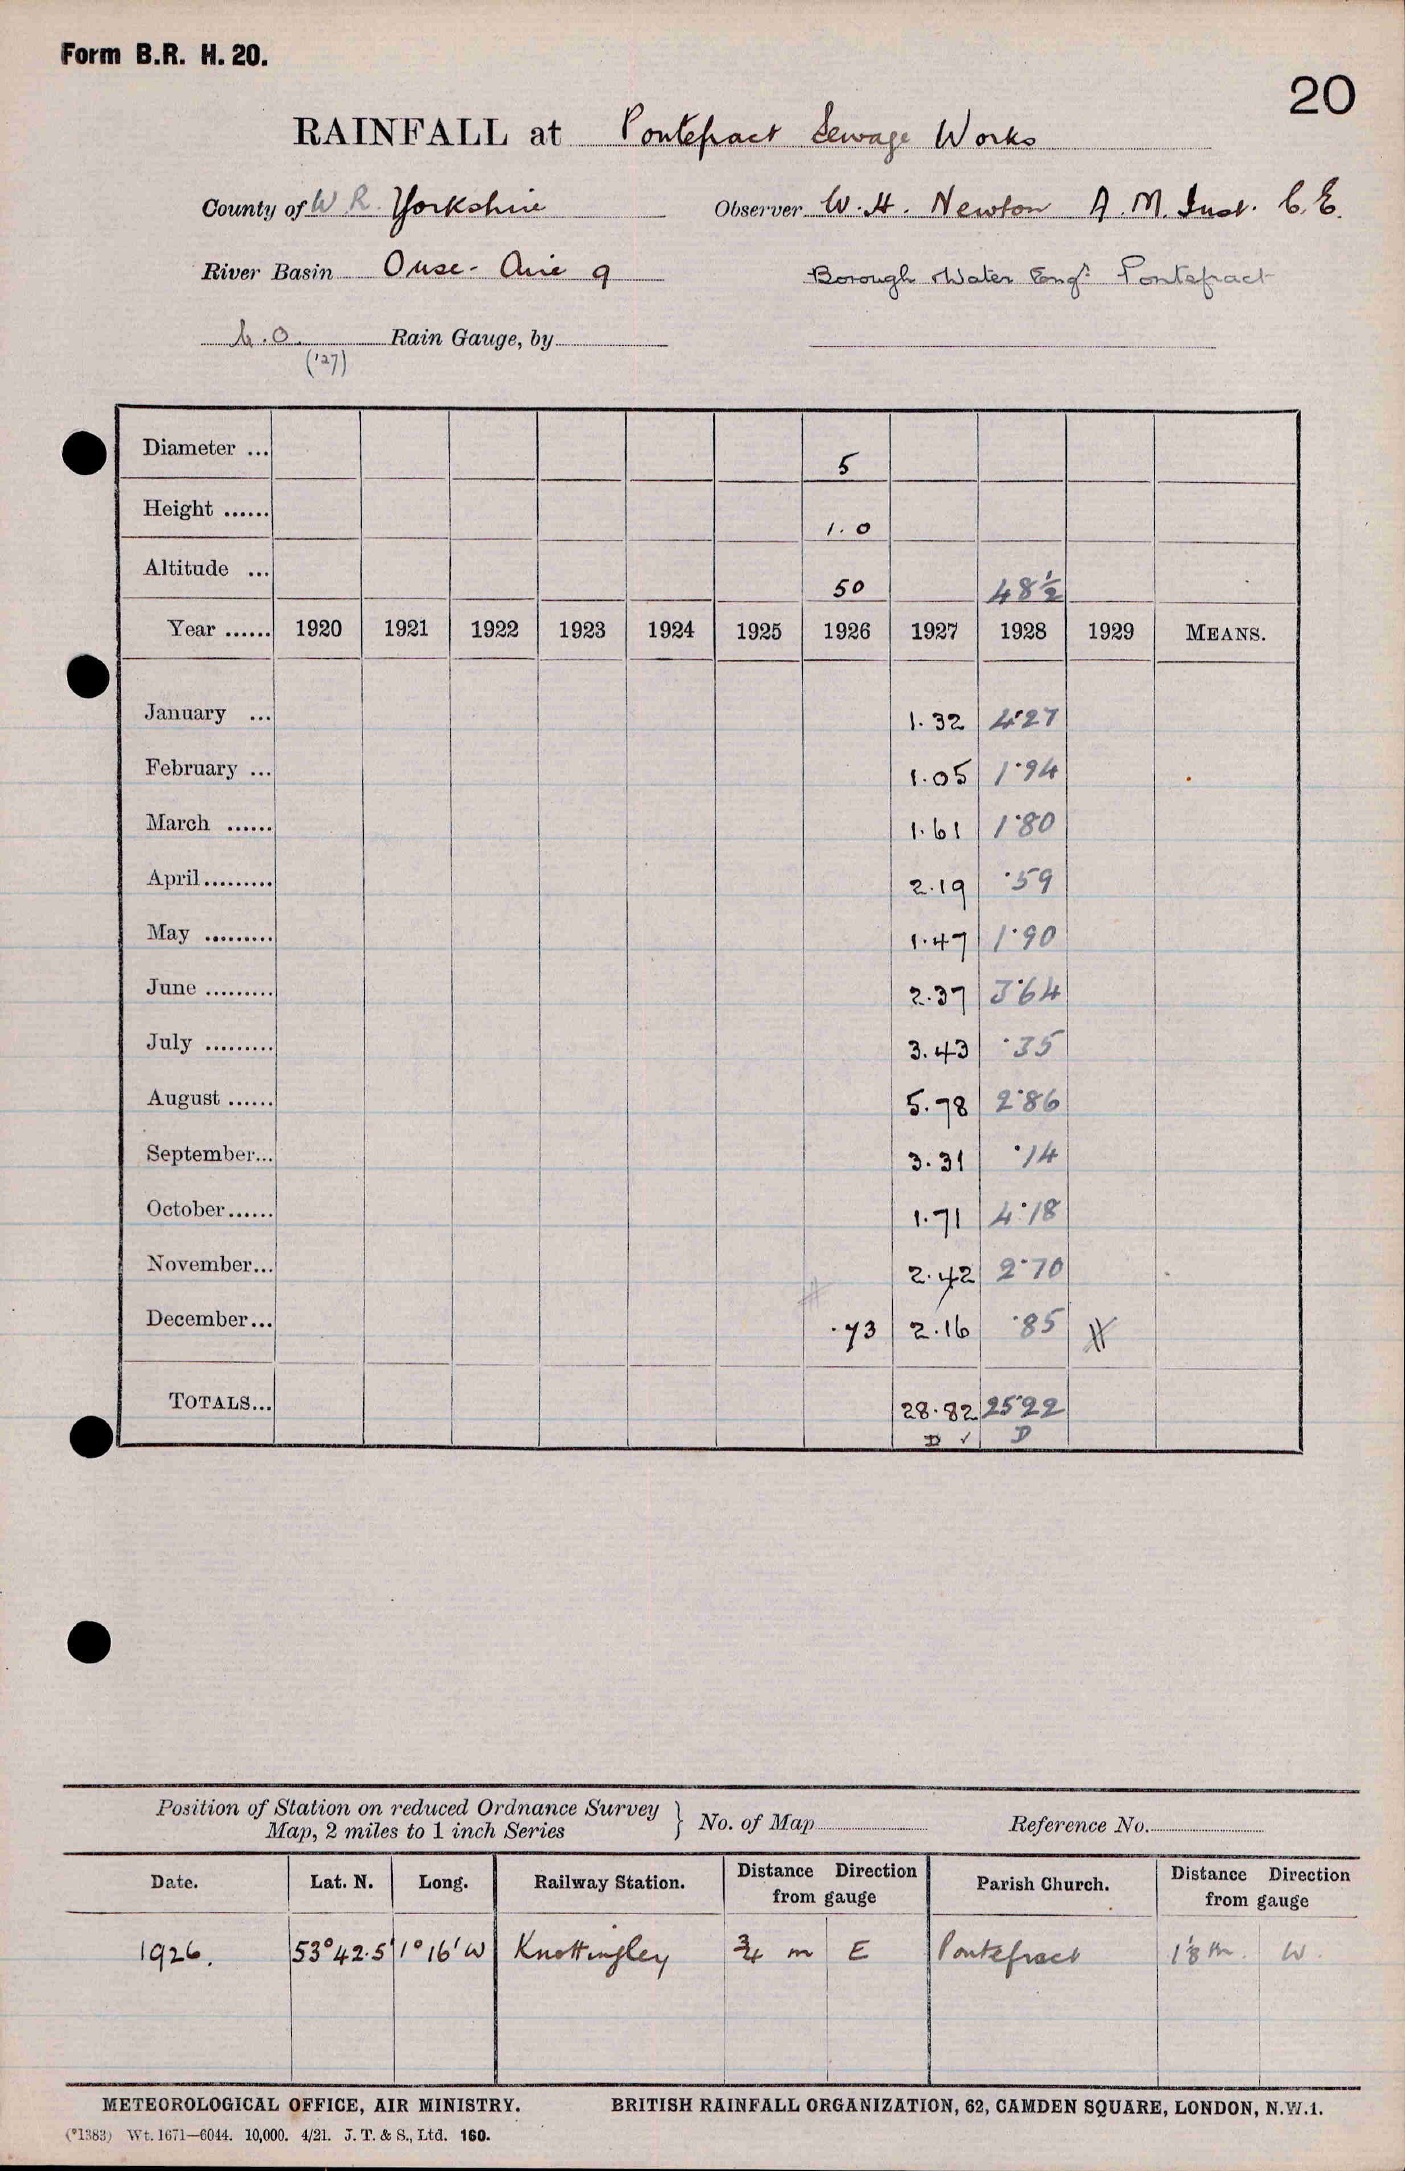 Form B.R. H. 20.
20
RAINFALL at Pontefract Sewage Works
County of W.R. Yorkshire Observer W. H. Newton A. M. Inst. C. E.
River Basin Ouse - Aire 9 Borough Water Engr. Pontefract
Rain Gauge, by
('27)
Diameter ... 5
Height ...... 1.0
Altitude ... 50 48½
Year ...... 1920 1921 1922 1923 1924 1925 1926 1927 1928 1929 MEANS.
January ... 1.32 4.27
February ... 1.05 1.94
March ...... 1.61 1.80
April ......... 2.19 .59
May ......... 1.47 1.90
June ......... 2.37 3.64
July ......... 3.43 .35
August ...... 5.78 2.86
September... 3.31 .14
October ...... 1.71 4.18
November... 2.42 2.70
December... .73 2.16 .85
TOTALS... 28.82 25.22
D ✓ D
Position of Station on reduced Ordnance Survey
Map, 2 miles to 1 inch Series } No. of Map Reference No.
Date. Lat. N. Long. Railway Station. Distance Direction from gauge Parish Church. Distance Direction from gauge
1926. 53°42.5' 1°16'W Knottingley ¾ m E Pontefract 1.8 m. W.
METEOROLOGICAL OFFICE, AIR MINISTRY. BRITISH RAINFALL ORGANIZATION, 62, CAMDEN SQUARE, LONDON, N.W.1.
(*1383) Wt. 1671—6044. 10,000. 4/21. J. T. & S., Ltd. 160.